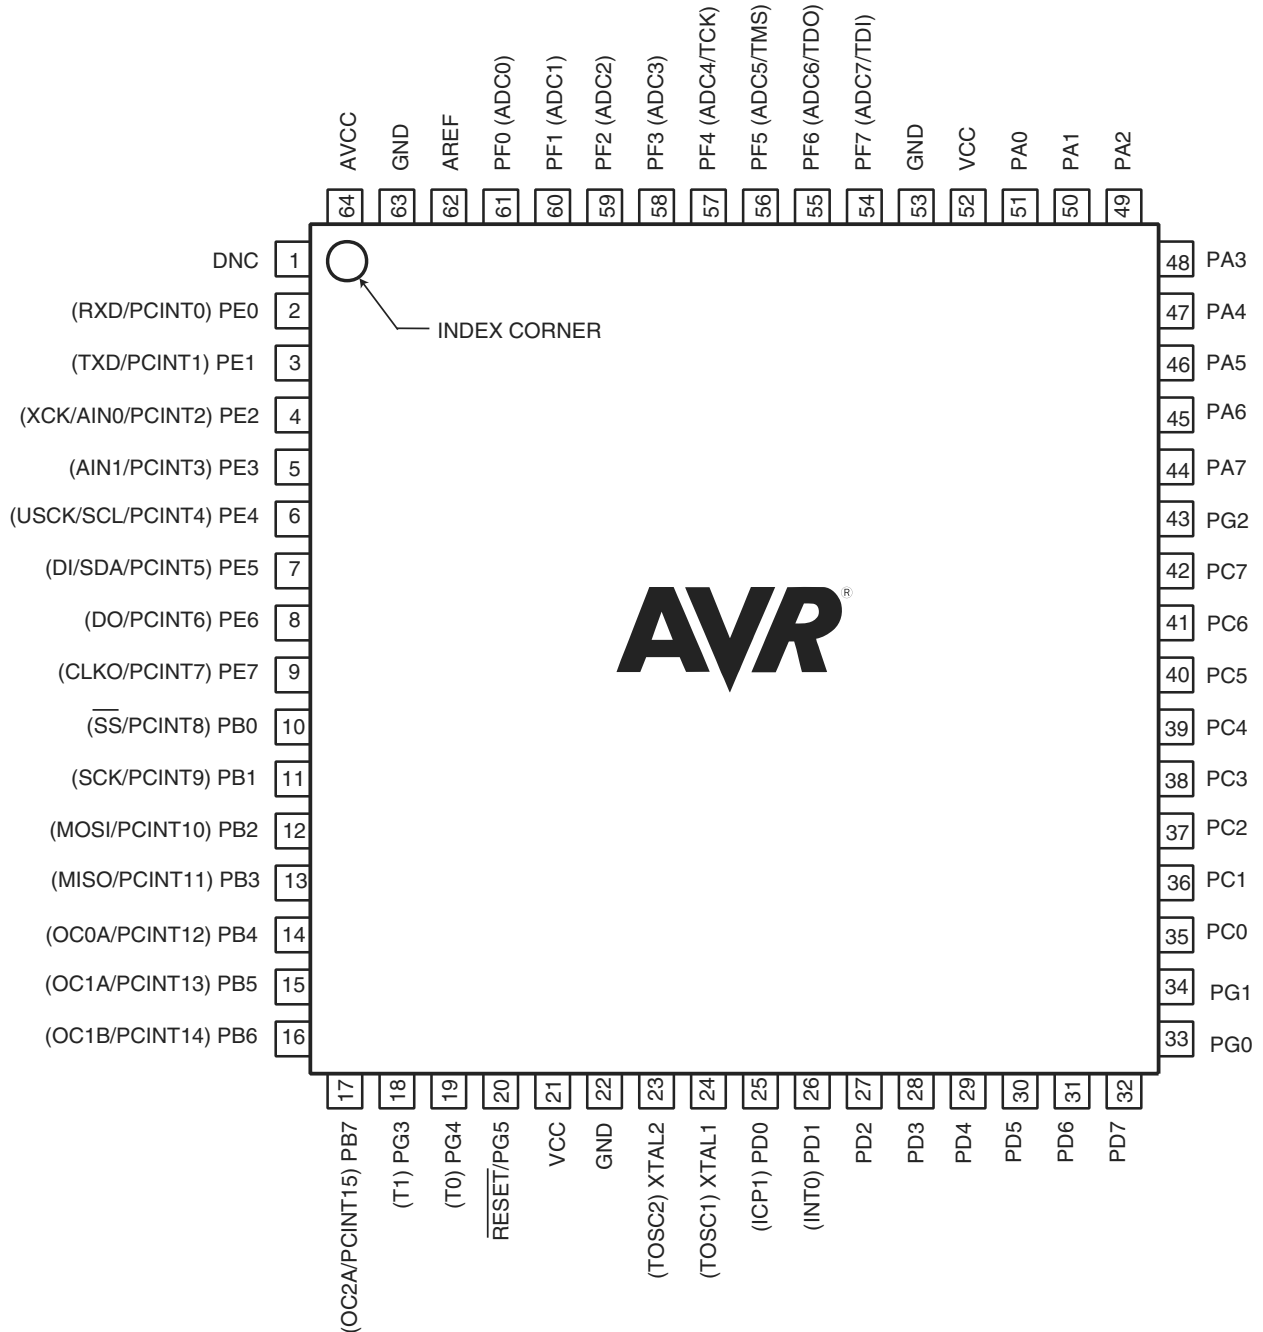 AVCC
GND
AREF
PF0 (ADC0)
PF1 (ADC1)
PF2 (ADC2)
PF3 (ADC3)
PF4 (ADC4/TCK)
PF5 (ADC5/TMS)
PF6 (ADC6/TDO)
PF7 (ADC7/TDI)
GND
VCC
PA0
PA1
PA2
64
63
62
61
60
59
58
57
56
55
54
53
52
51
50
49
DNC 1
(RXD/PCINT0) PE0 2
(TXD/PCINT1) PE1 3
(XCK/AIN0/PCINT2) PE2 4
(AIN1/PCINT3) PE3 5
(USCK/SCL/PCINT4) PE4 6
(DI/SDA/PCINT5) PE5 7
(DO/PCINT6) PE6 8
(CLKO/PCINT7) PE7 9
(SS/PCINT8) PB0 10
(SCK/PCINT9) PB1 11
(MOSI/PCINT10) PB2 12
(MISO/PCINT11) PB3 13
(OC0A/PCINT12) PB4 14
(OC1A/PCINT13) PB5 15
(OC1B/PCINT14) PB6 16
INDEX CORNER
AVR®
48 PA3
47 PA4
46 PA5
45 PA6
44 PA7
43 PG2
42 PC7
41 PC6
40 PC5
39 PC4
38 PC3
37 PC2
36 PC1
35 PC0
34 PG1
33 PG0
17
18
19
20
21
22
23
24
25
26
27
28
29
30
31
32
(OC2A/PCINT15) PB7
(T1) PG3
(T0) PG4
RESET/PG5
VCC
GND
(TOSC2) XTAL2
(TOSC1) XTAL1
(ICP1) PD0
(INT0) PD1
PD2
PD3
PD4
PD5
PD6
PD7